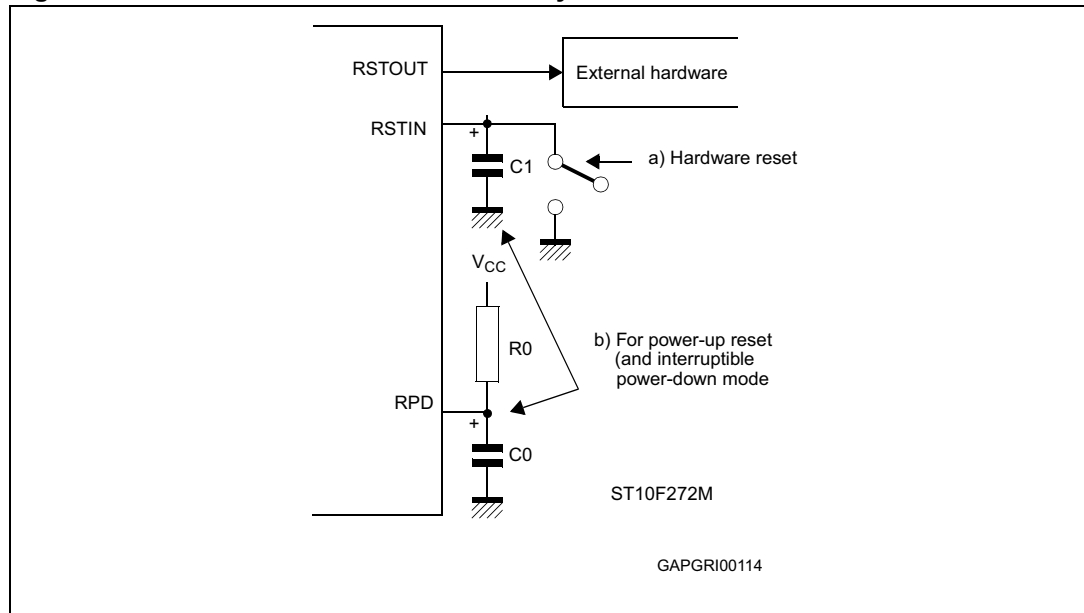 RSTOUT
External hardware
RSTIN
+
C1
a) Hardware reset
VCC
R0
b) For power-up reset
(and interruptible
power-down mode
RPD
+
C0
ST10F272M
GAPGRI00114